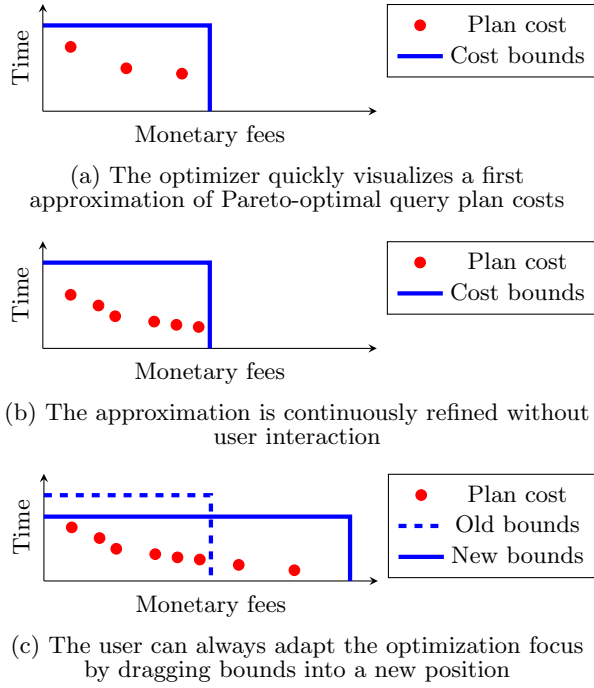 Time
Plan cost
Cost bounds
Monetary fees
(a) The optimizer quickly visualizes a first
approximation of Pareto-optimal query plan costs
Time
Plan cost
Cost bounds
Monetary fees
(b) The approximation is continuously refined without
user interaction
Time
Plan cost
Old bounds
New bounds
Monetary fees
(c) The user can always adapt the optimization focus
by dragging bounds into a new position